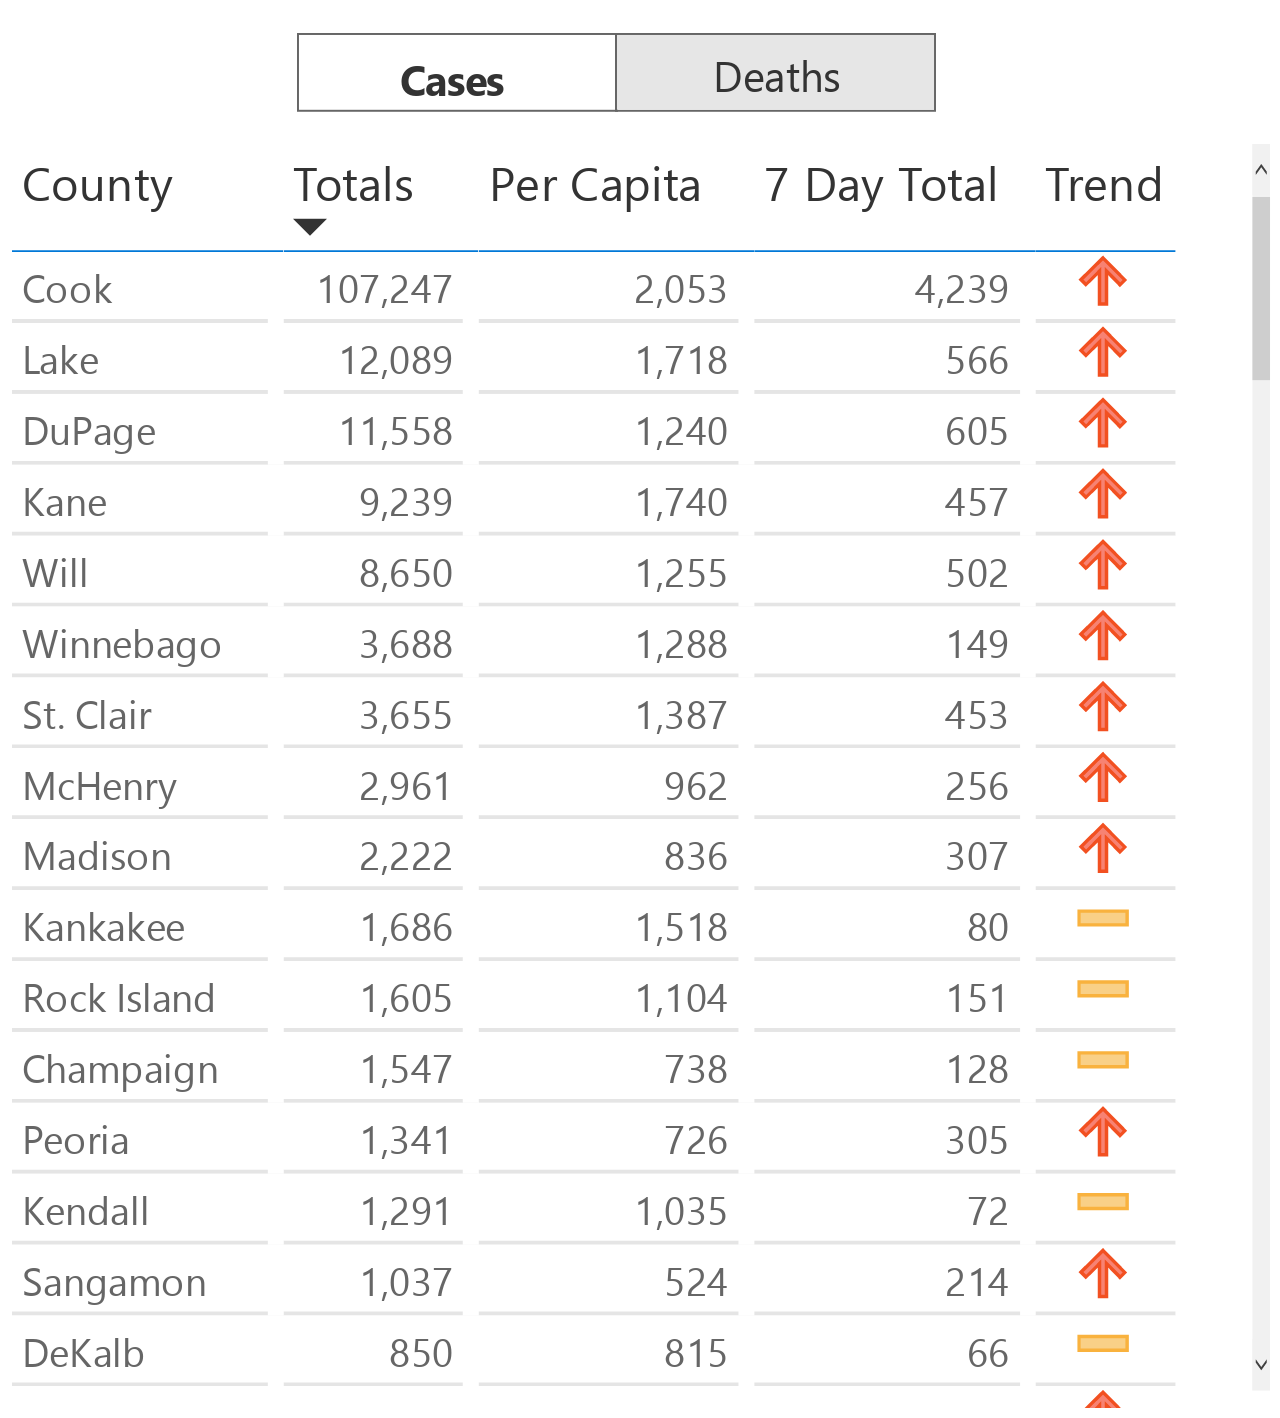 Cases Deaths
County Totals Per Capita 7 Day Total Trend
Cook 107,247 2,053 4,239
Lake 12,089 1,718 566
DuPage 11,558 1,240 605
Kane 9,239 1,740 457
Will 8,650 1,255 502
Winnebago 3,688 1,288 149
St. Clair 3,655 1,387 453
McHenry 2,961 962 256
Madison 2,222 836 307
Kankakee 1,686 1,518 80
Rock Island 1,605 1,104 151
Champaign 1,547 738 128
Peoria 1,341 726 305
Kendall 1,291 1,035 72
Sangamon 1,037 524 214
DeKalb 850 815 66